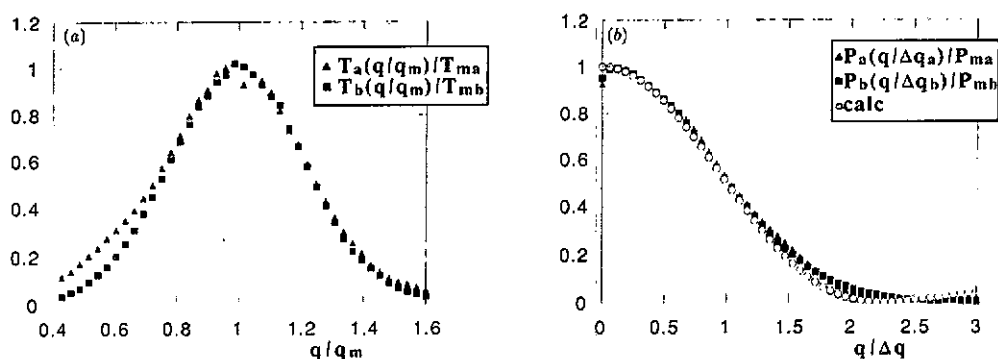 (a)
1.2
1
0.8
0.6
0.4
0.2
0
0.4 0.6 0.8 1 1.2 1.4 1.6
q/qm
▲ Ta(q/qm)/Tma
■ Tb(q/qm)/Tmb
(b)
1.2
1
0.8
0.6
0.4
0.2
0
0 0.5 1 1.5 2 2.5 3
q/Δq
▲ Pa(q/Δqa)/Pma
■ Pb(q/Δqb)/Pmb
○ calc